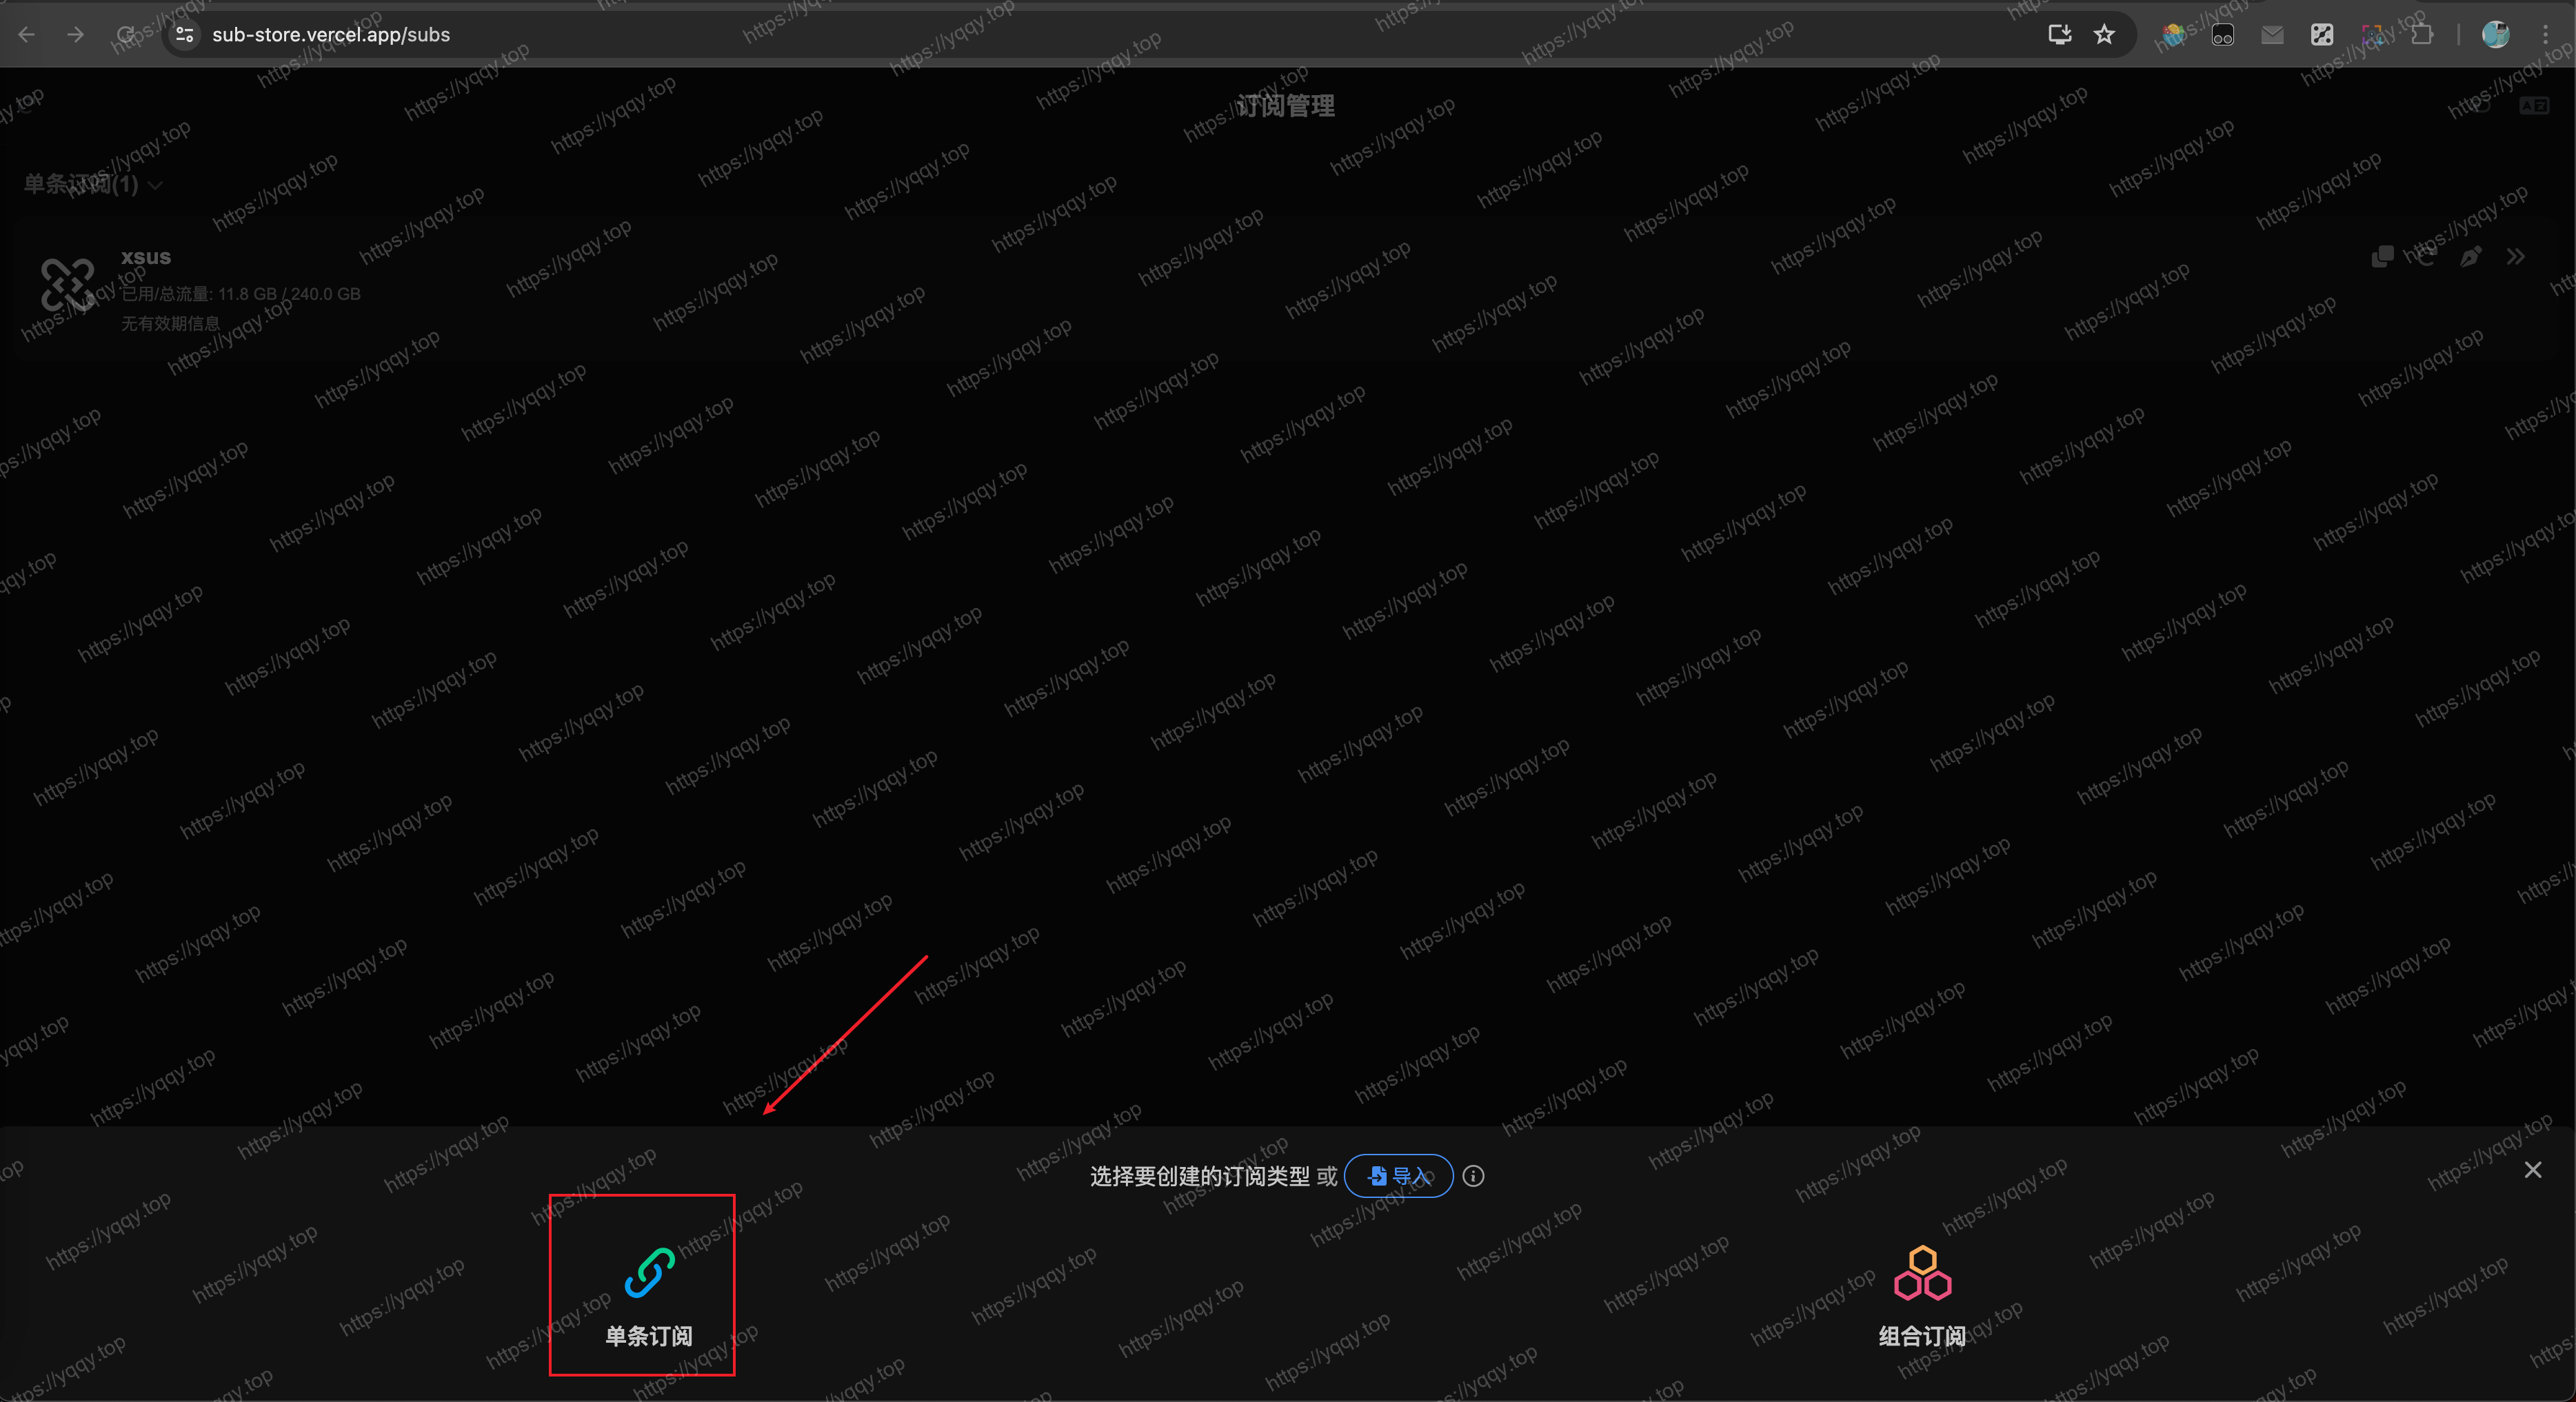 sub-store.vercel.app/subs
订阅管理
单条订阅(1)
xsus
已用/总流量: 11.8 GB / 240.0 GB
无有效期信息
选择要创建的订阅类型 或 导入
单条订阅
组合订阅
https://yqqy.top